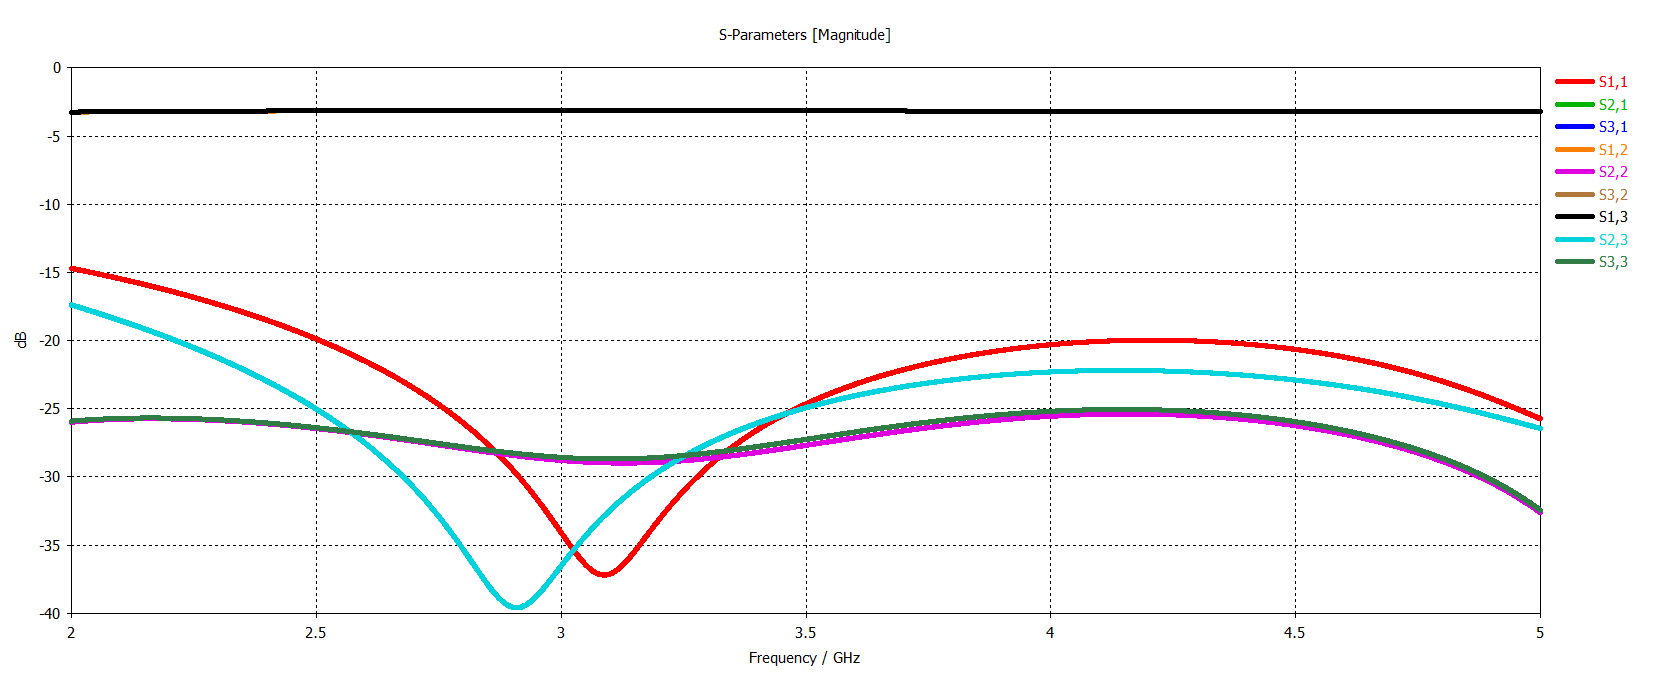 S-Parameters [Magnitude]
0
-5
-10
-15
-20
-25
-30
-35
-40
dB
2
2.5
3
3.5
4
4.5
5
Frequency / GHz
S1,1
S2,1
S3,1
S1,2
S2,2
S3,2
S1,3
S2,3
S3,3